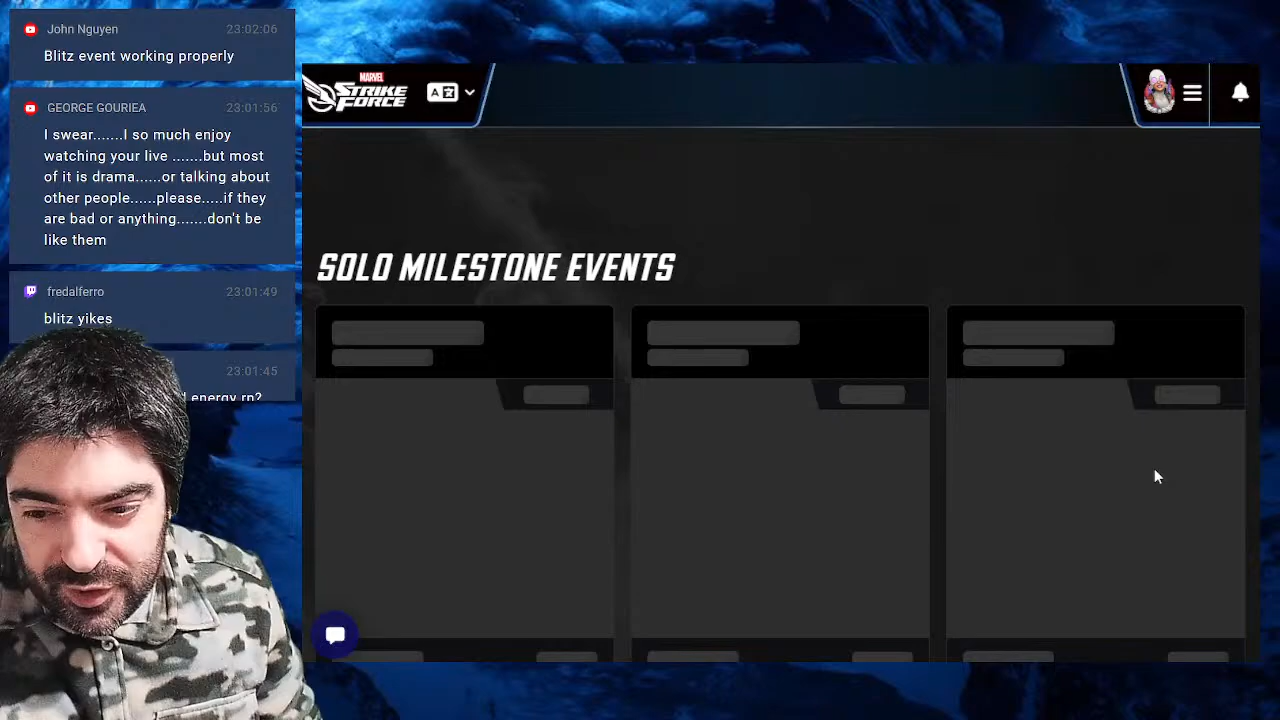 John Nguyen 23:02:06
Blitz event working properly
GEORGE GOURIEA 23:01:56
I swear.......I so much enjoy
watching your live .......but most
of it is drama......or talking about
other people......please.....if they
are bad or anything.......don't be
like them
fredalferro 23:01:49
blitz yikes
23:01:45
energy rn?
MARVEL
STRIKE
FORCE
A
SOLO MILESTONE EVENTS